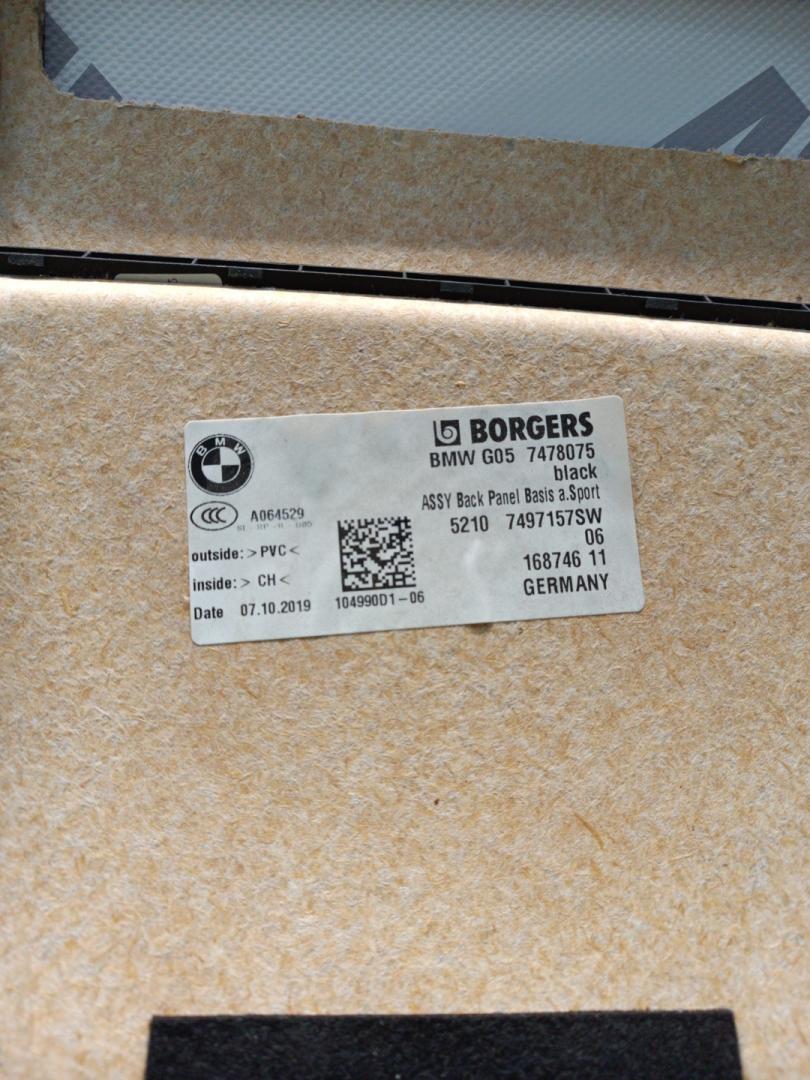 BMW
BORGERS
BMW G05 7478075
black
ASSY Back Panel Basis a.Sport
CCC A064529
5210 7497157SW
06
outside: >PVC<
168746 11
inside: > CH <
GERMANY
Date 07.10.2019
104990D1-06